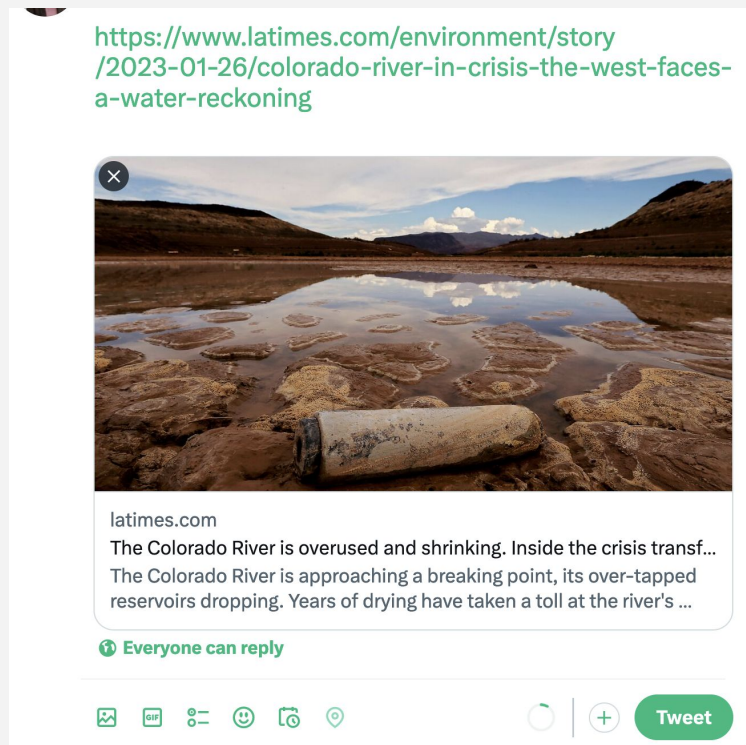 https://www.latimes.com/environment/story
/2023-01-26/colorado-river-in-crisis-the-west-faces-
a-water-reckoning
latimes.com
The Colorado River is overused and shrinking. Inside the crisis transf...
The Colorado River is approaching a breaking point, its over-tapped
reservoirs dropping. Years of drying have taken a toll at the river's ...
Everyone can reply
GIF
Tweet